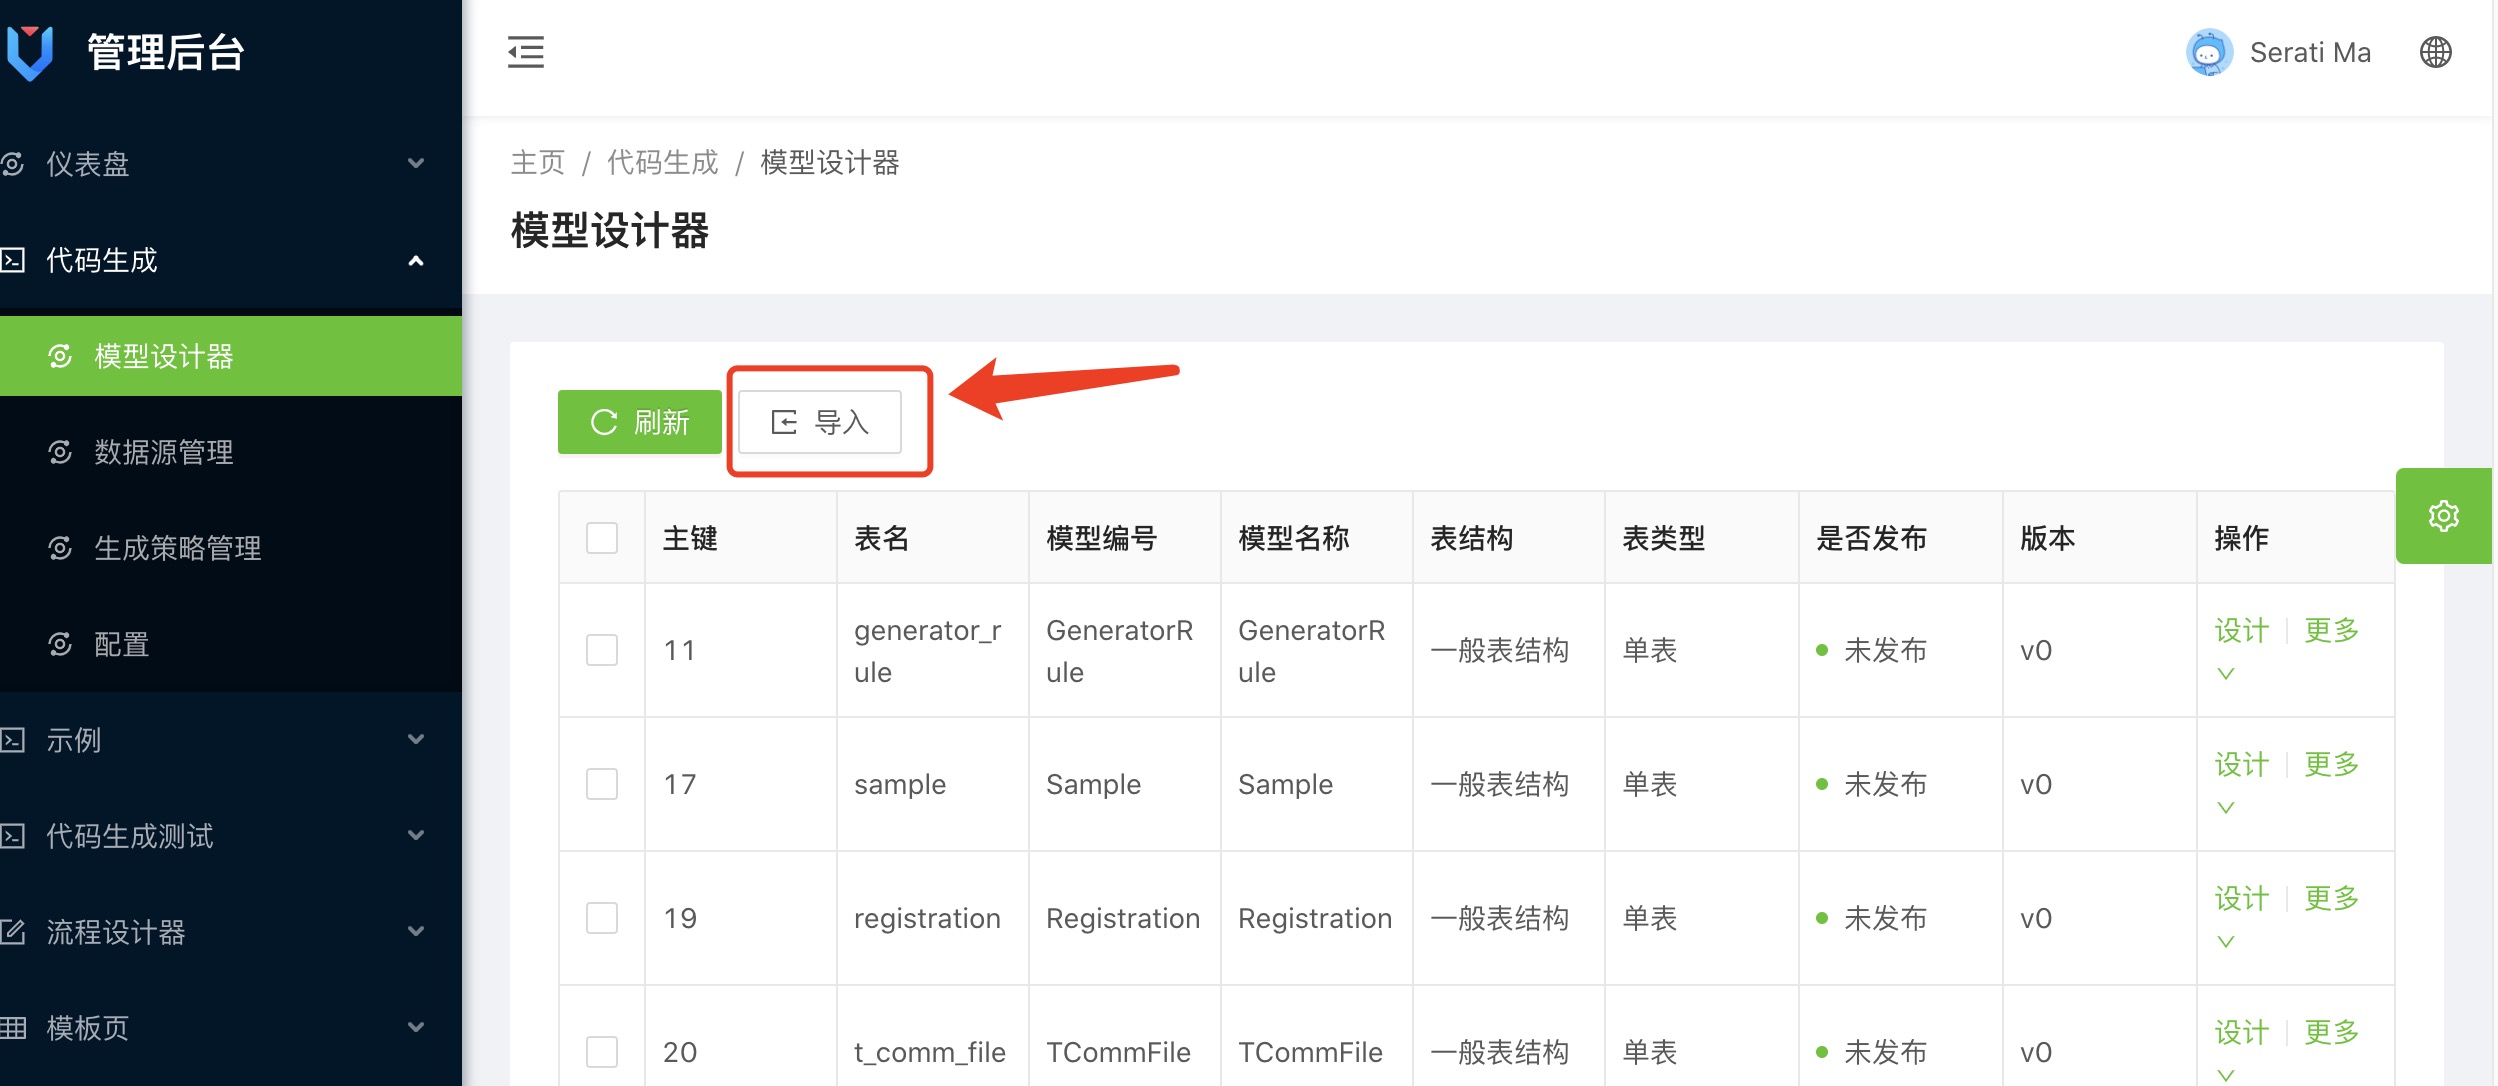 管理后台
Serati Ma
仪表盘
代码生成
模型设计器
数据源管理
生成策略管理
配置
示例
代码生成测试
流程设计器
模板页
主页 / 代码生成 / 模型设计器
模型设计器
刷新 导入
主键 表名 模型编号 模型名称 表结构 表类型 是否发布 版本 操作
11 generator_r GeneratorR GeneratorR 一般表结构 单表 未发布 v0 设计 更多
ule ule ule
17 sample Sample Sample 一般表结构 单表 未发布 v0 设计 更多
19 registration Registration Registration 一般表结构 单表 未发布 v0 设计 更多
20 t_comm_file TCommFile TCommFile 一般表结构 单表 未发布 v0 设计 更多